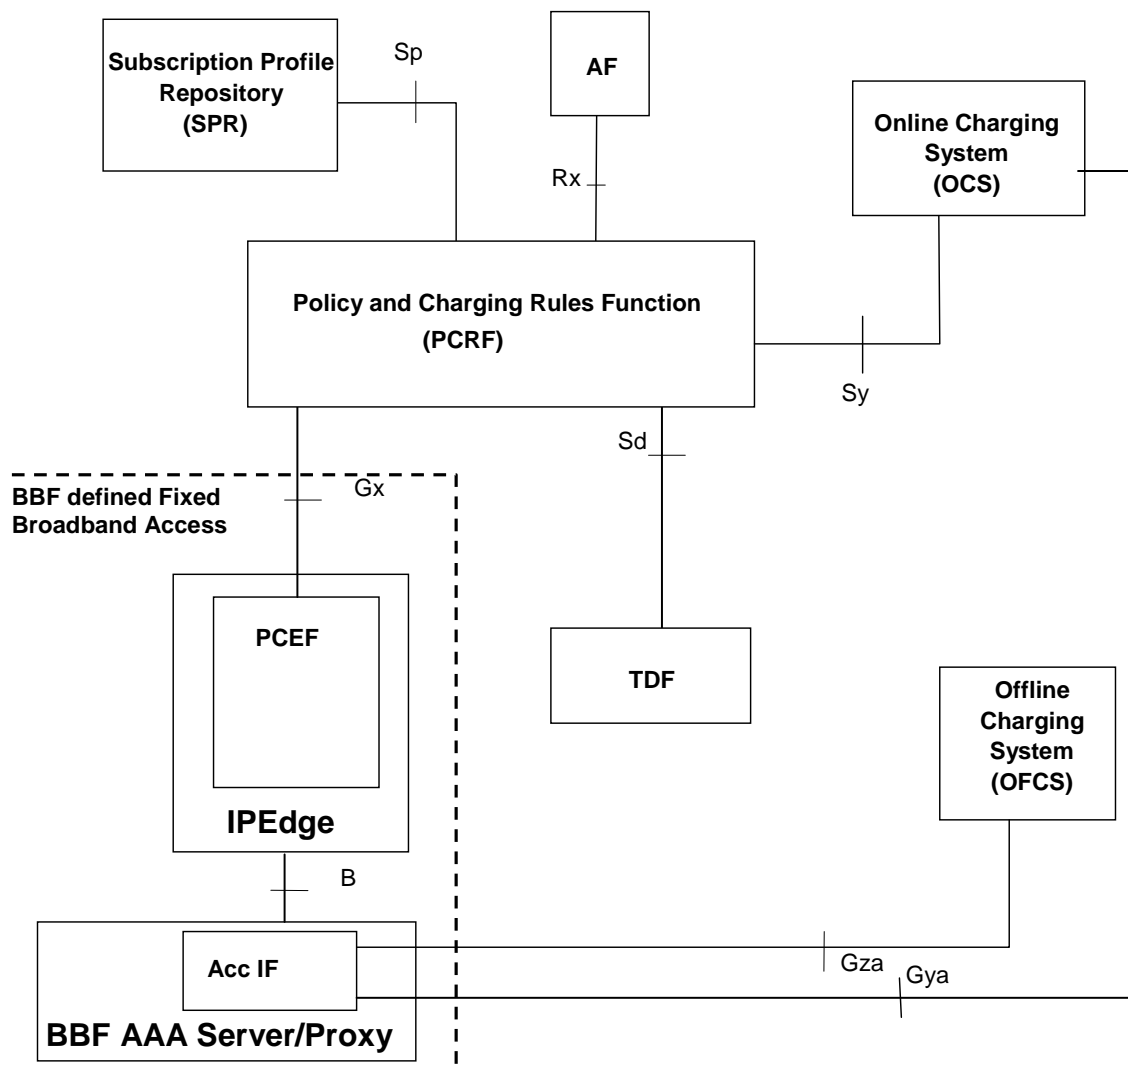 Subscription Profile
Repository
(SPR)
Sp
AF
Rx
Online Charging
System
(OCS)
Policy and Charging Rules Function
(PCRF)
Sy
Sd
Gx
BBF defined Fixed
Broadband Access
PCEF
IPEdge
TDF
Offline
Charging
System
(OFCS)
B
Acc IF
BBF AAA Server/Proxy
Gza
Gya